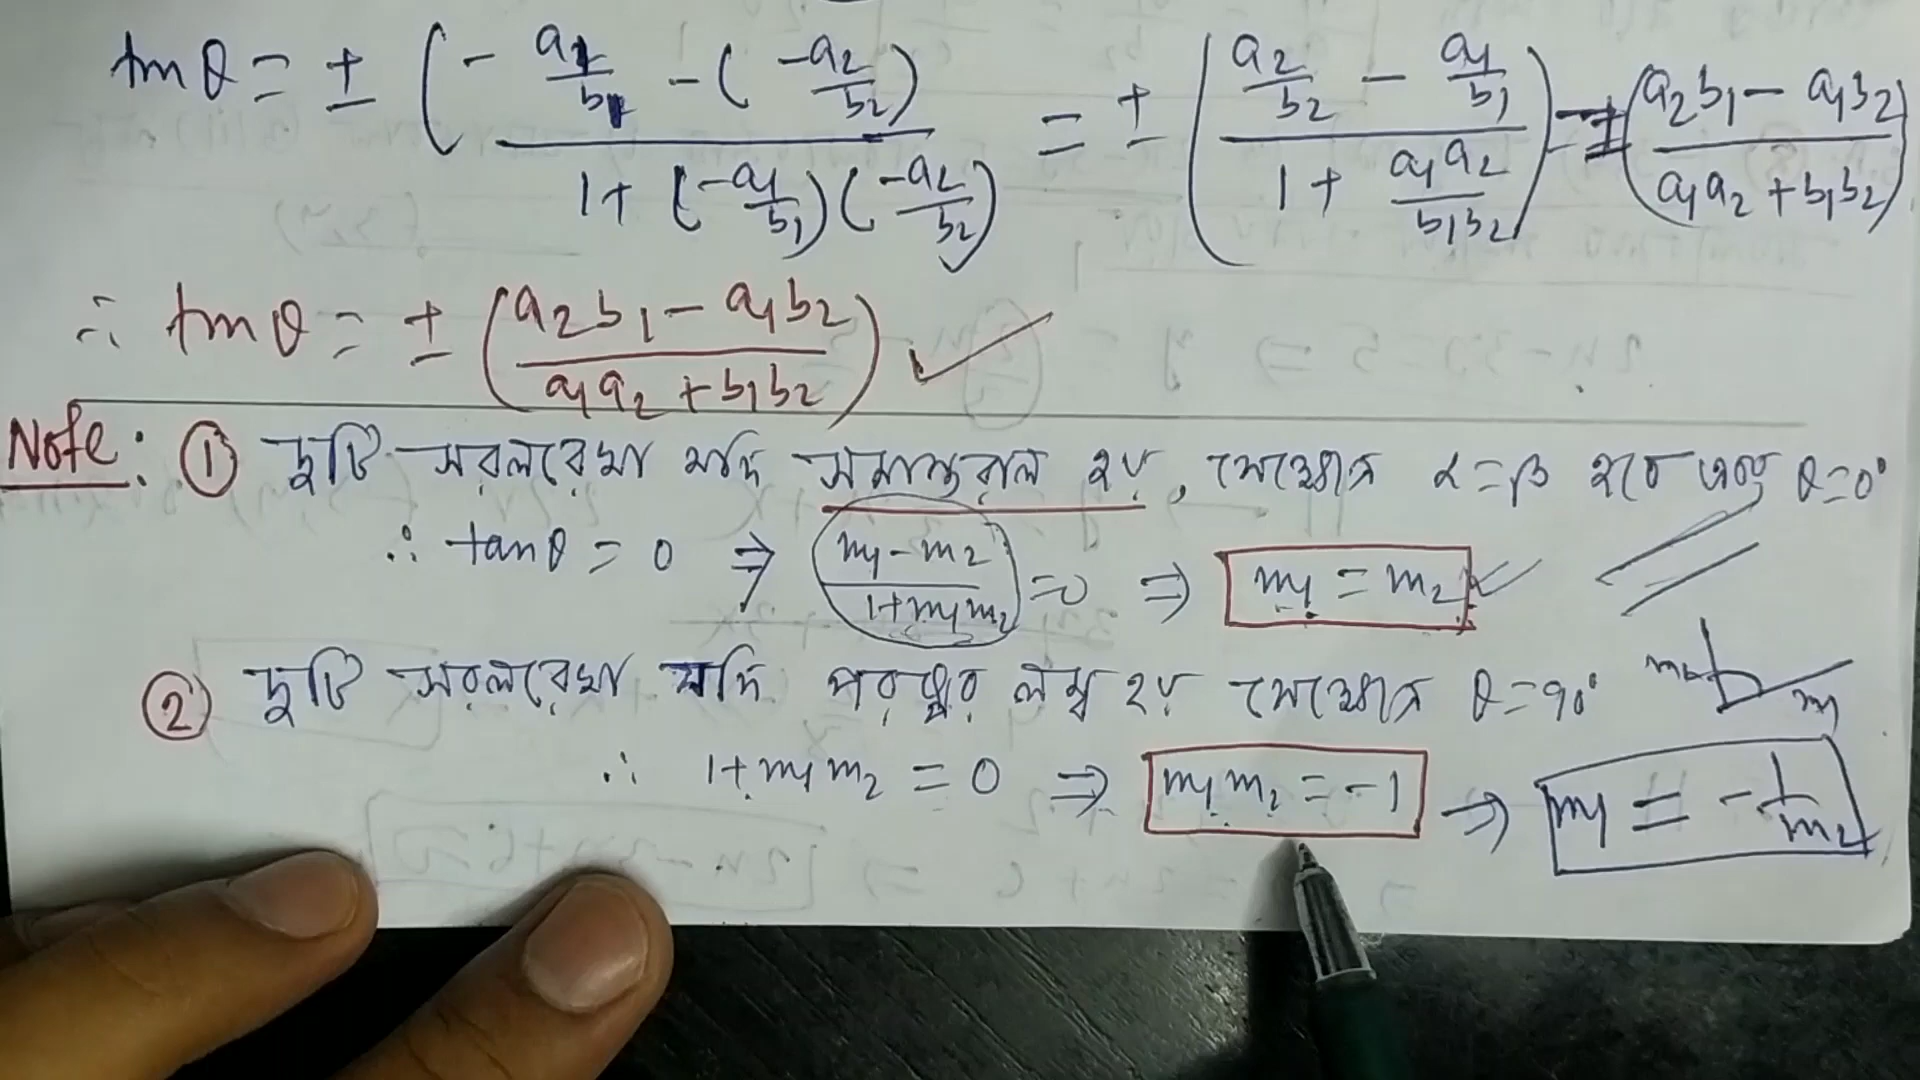 tan θ = ± ( (- a₁/b₁ - (-a₂/b₂)) / (1 + (-a₁/b₁)(-a₂/b₂)) ) = ± ( (a₂/b₂ - a₁/b₁) / (1 + a₁a₂/b₁b₂) ) = ± ( (a₂b₁ - a₁b₂) / (a₁a₂ + b₁b₂) )
∴ tan θ = ± ( (a₂b₁ - a₁b₂) / (a₁a₂ + b₁b₂) ) ✓
Note: ① দুটি সরলরেখা যদি সমান্তরাল হয়, সেক্ষেত্রে α = β হবে এবং θ = 0°
∴ tan θ = 0 ⇒ (m₁ - m₂)/(1 + m₁m₂) = 0 ⇒ m₁ = m₂ ✓
② দুটি সরলরেখা যদি পরস্পর লম্ব হয় সেক্ষেত্রে θ = 90° m₂ m₁
∴ 1 + m₁m₂ = 0 ⇒ m₁m₂ = -1 ⇒ m₁ = -1/m₂